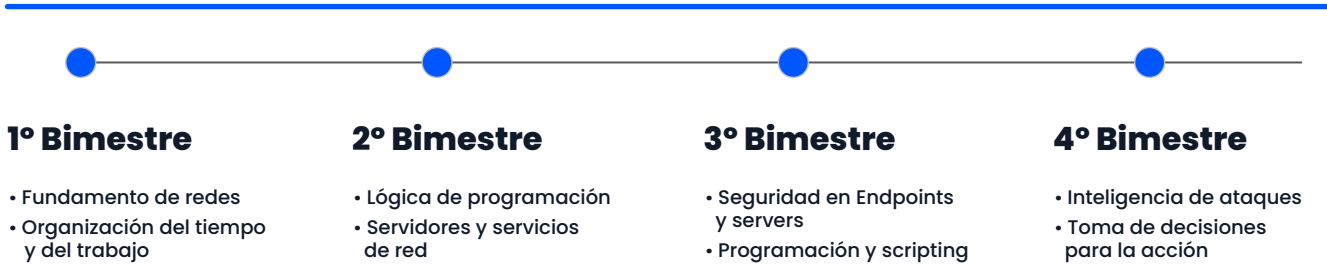 1º Bimestre
• Fundamento de redes
• Organización del tiempo
y del trabajo
2º Bimestre
• Lógica de programación
• Servidores y servicios
de red
3º Bimestre
• Seguridad en Endpoints
y servers
• Programación y scripting
4º Bimestre
• Inteligencia de ataques
• Toma de decisiones
para la acción